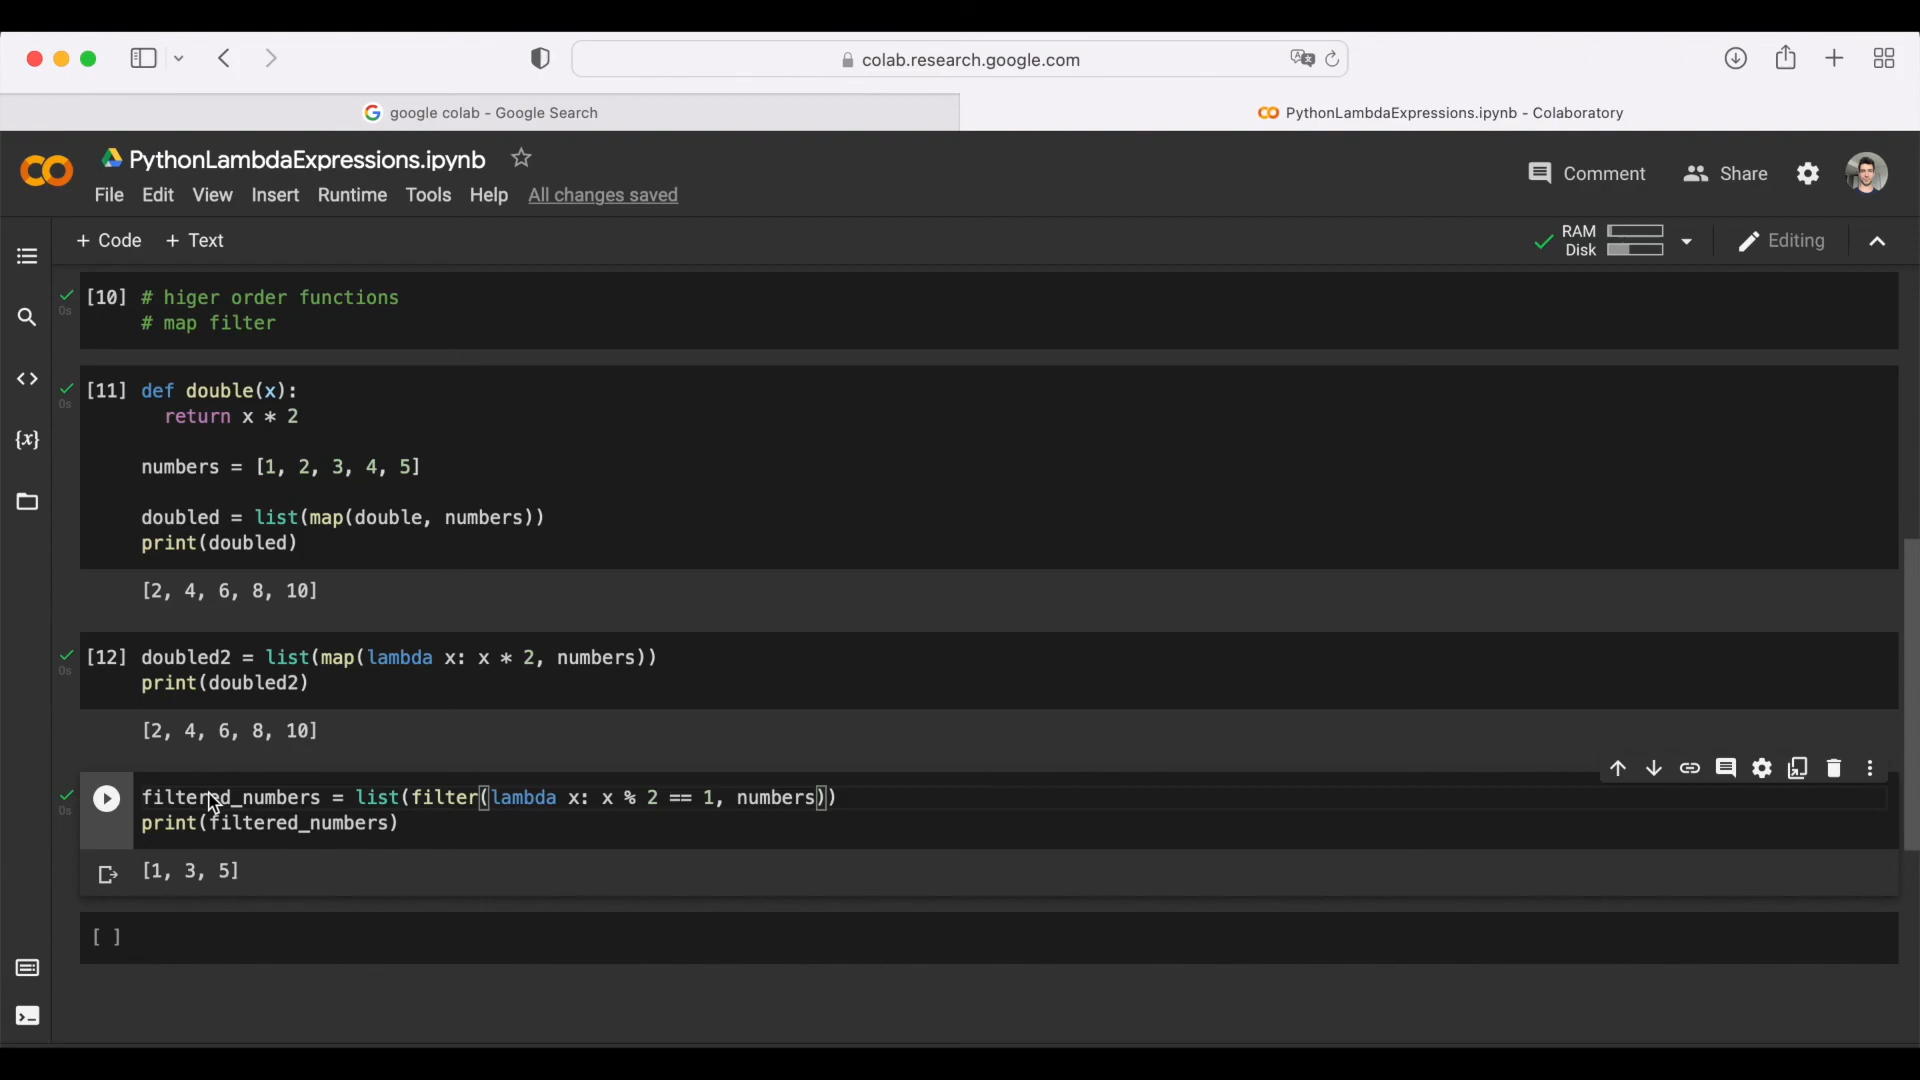 colab.research.google.com
google colab - Google Search
PythonLambdaExpressions.ipynb - Colaboratory
PythonLambdaExpressions.ipynb
Comment
Share
File Edit View Insert Runtime Tools Help All changes saved
+ Code + Text
RAM
Disk
Editing
0s
[10] # higer order functions
# map filter
0s
[11] def double(x):
return x * 2
numbers = [1, 2, 3, 4, 5]
doubled = list(map(double, numbers))
print(doubled)
[2, 4, 6, 8, 10]
0s
[12] doubled2 = list(map(lambda x: x * 2, numbers))
print(doubled2)
[2, 4, 6, 8, 10]
0s
filtered_numbers = list(filter(lambda x: x % 2 == 1, numbers))
print(filtered_numbers)
[1, 3, 5]
[ ]